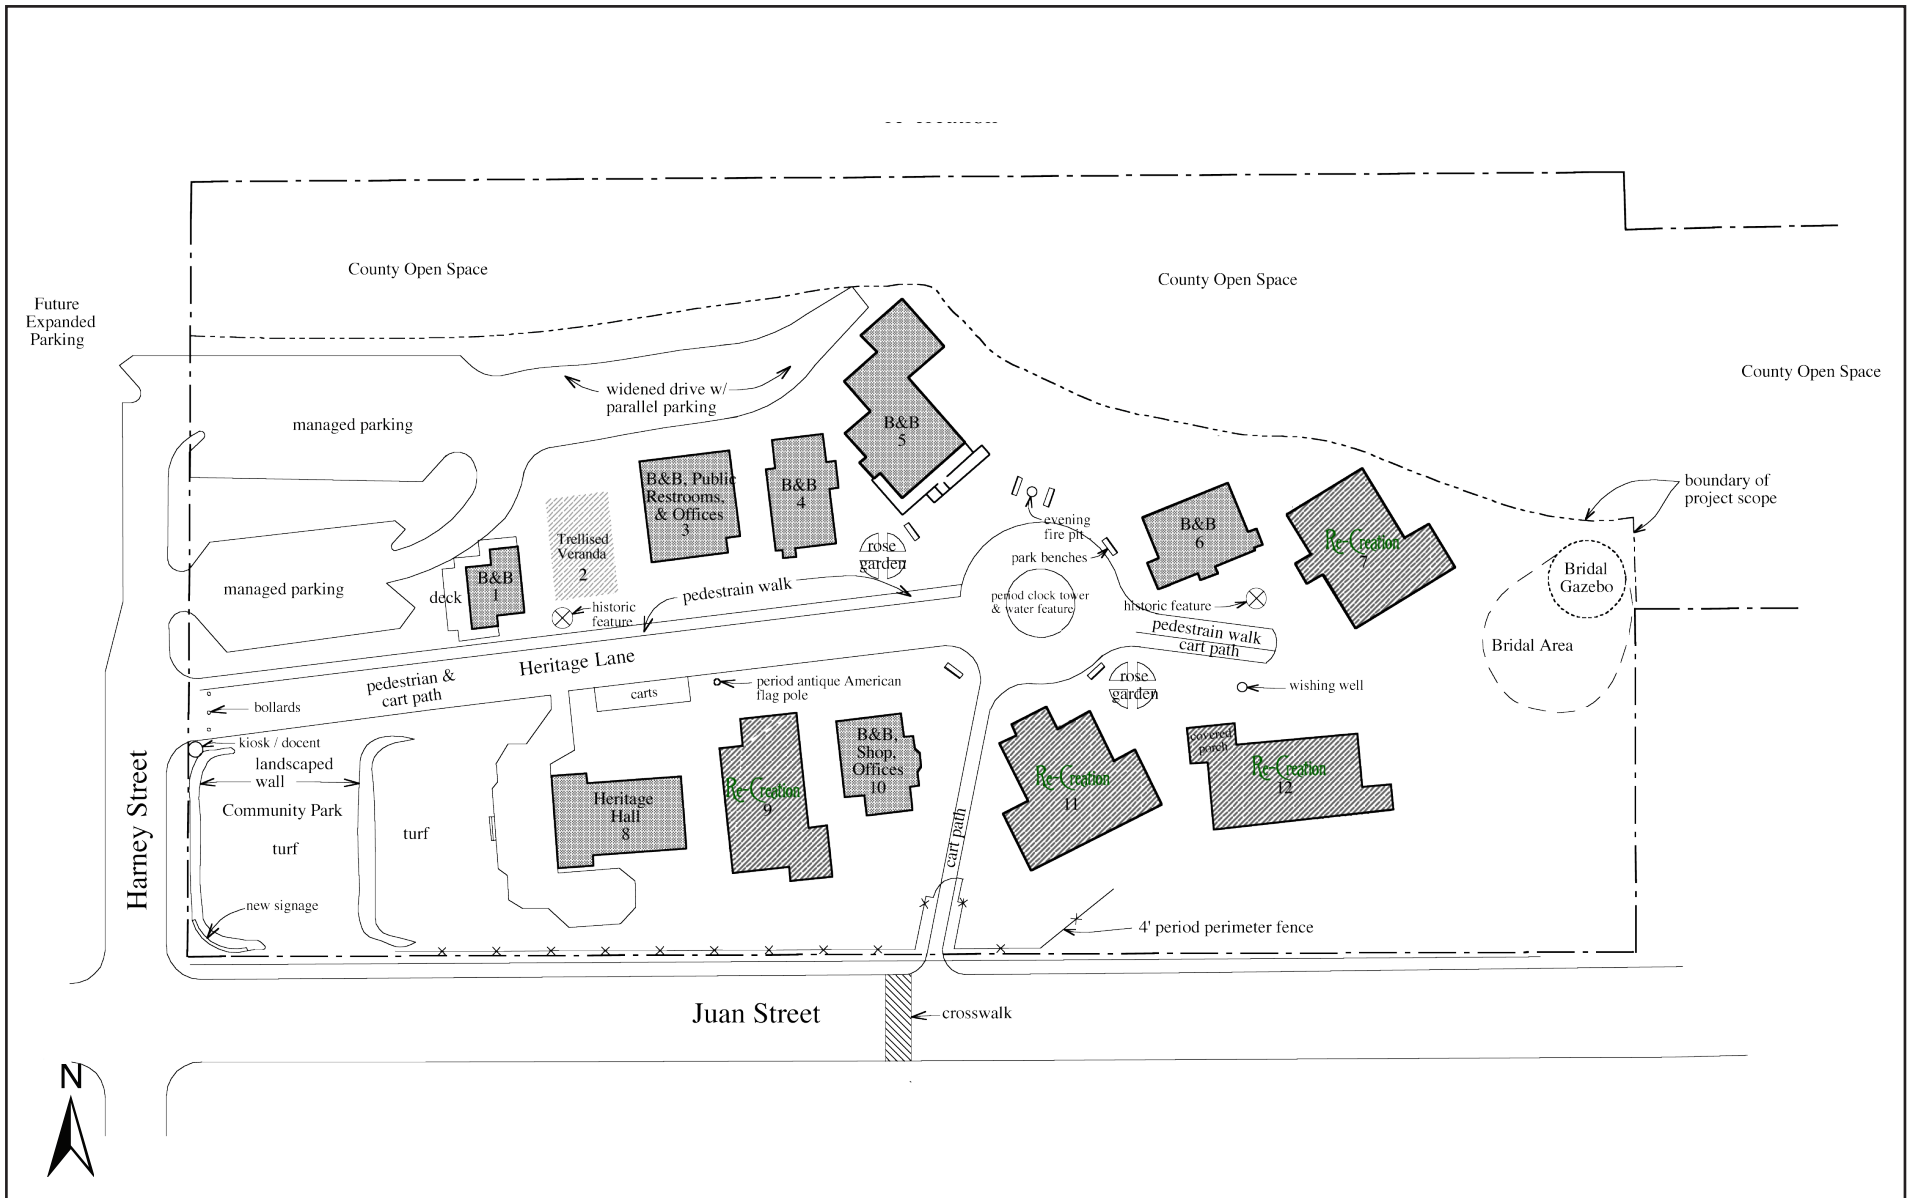 County Open Space
County Open Space
Future
Expanded
Parking
County Open Space
widened drive w/
parallel parking
managed parking
B&B
5
boundary of
project scope
B&B, Public
Restrooms,
& Offices
3
B&B
4
evening
fire pit
B&B
6
Re-Creation
7
Trellised
Veranda
2
rose
garden
park benches
Bridal
Gazebo
managed parking
deck
B&B
1
pedestrain walk
period clock tower
& water feature
historic
feature
historic feature
pedestrain walk
cart path
Bridal Area
Heritage Lane
pedestrian &
cart path
carts
period antique American
flag pole
rose
garden
wishing well
bollards
kiosk / docent
landscaped
wall
B&B,
Shop,
Offices
10
covered
porch
Re-Creation
12
Re-Creation
11
Re-Creation
9
Heritage
Hall
8
Community Park
turf
turf
cart path
Harney Street
new signage
4' period perimeter fence
Juan Street
crosswalk
N